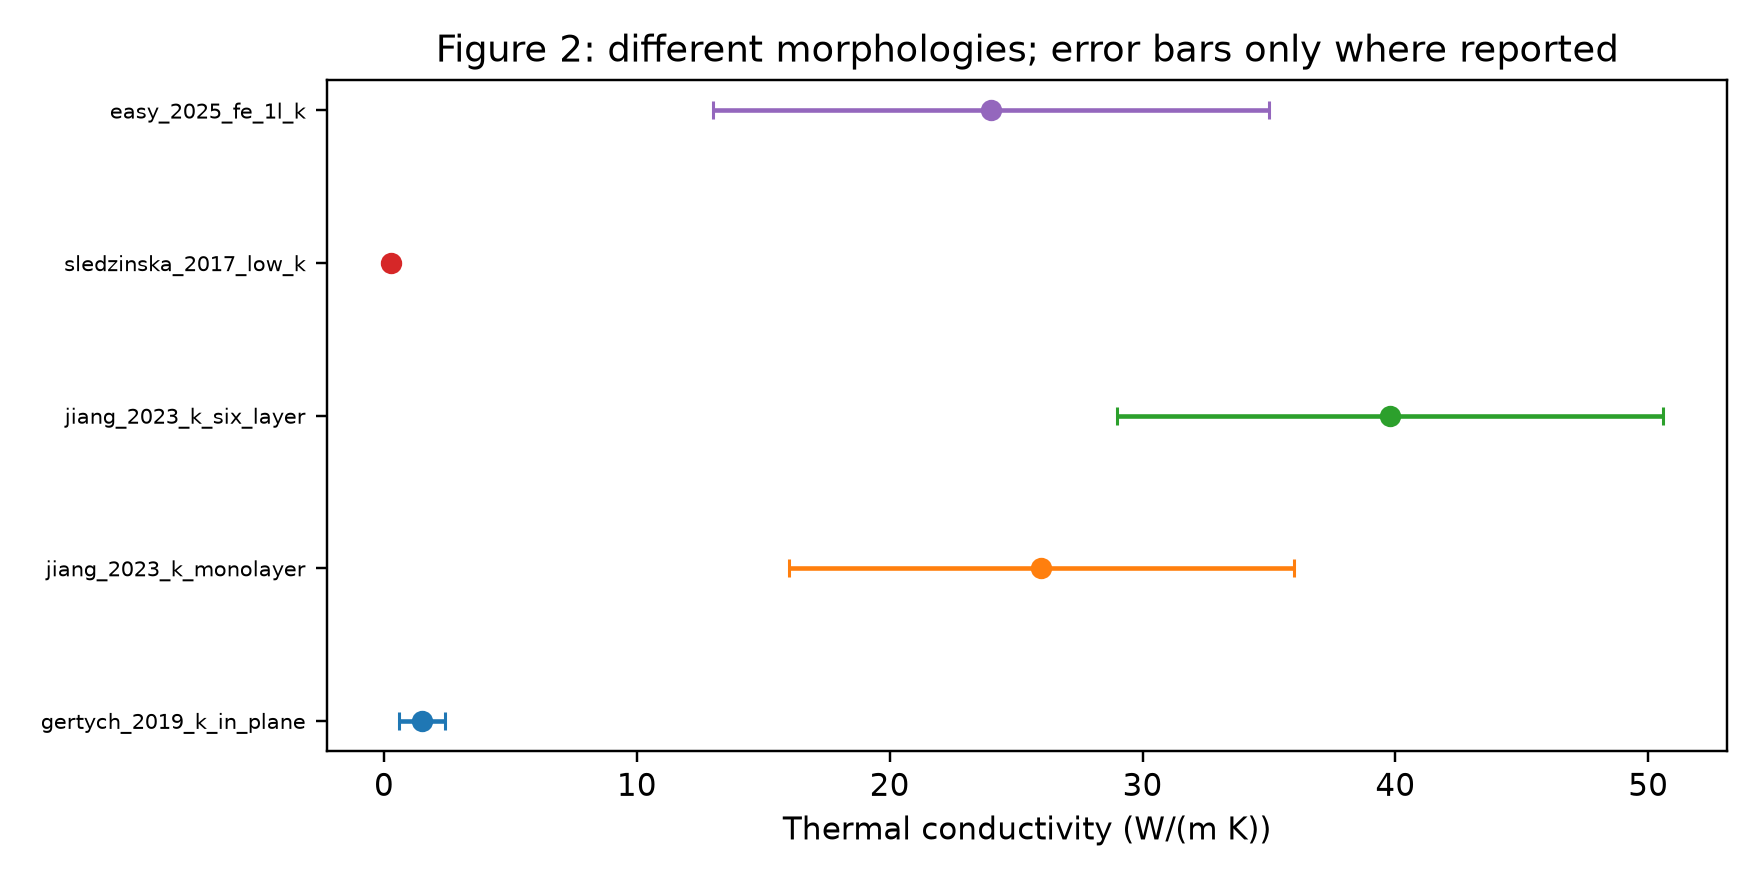 Figure 2: different morphologies; error bars only where reported
easy_2025_fe_1l_k
sledzinska_2017_low_k
jiang_2023_k_six_layer
jiang_2023_k_monolayer
gertych_2019_k_in_plane
0 10 20 30 40 50
Thermal conductivity (W/(m K))